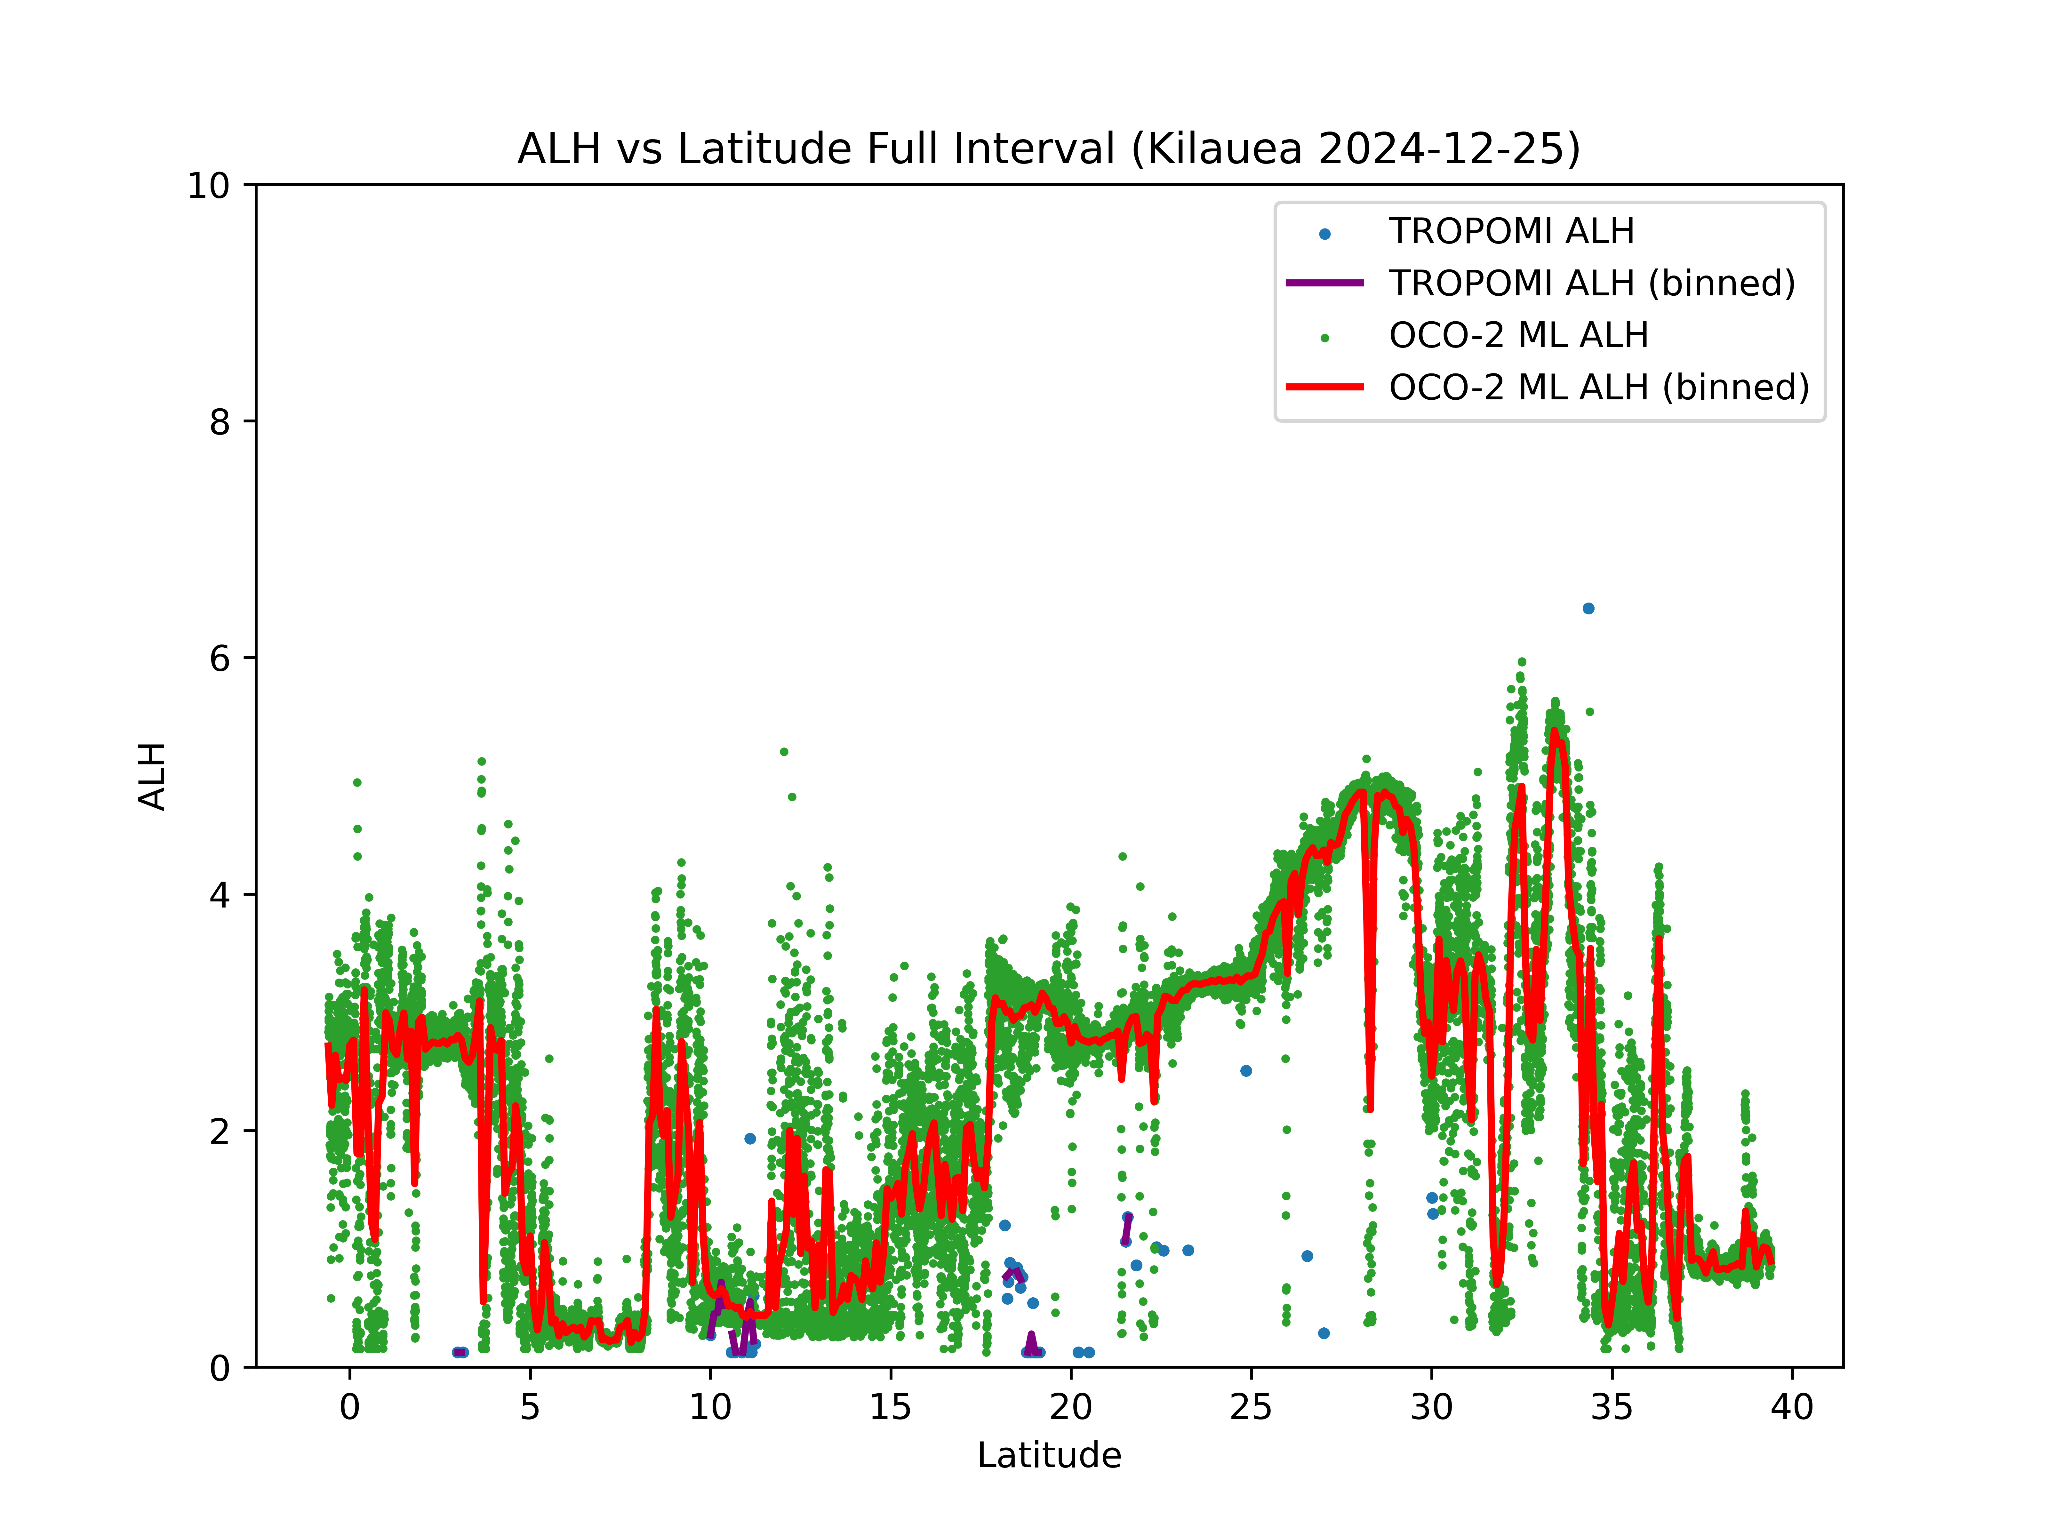 ALH vs Latitude Full Interval (Kilauea 2024-12-25)
10
8
6
4
2
0
ALH
TROPOMI ALH
TROPOMI ALH (binned)
OCO-2 ML ALH
OCO-2 ML ALH (binned)
0 5 10 15 20 25 30 35 40
Latitude